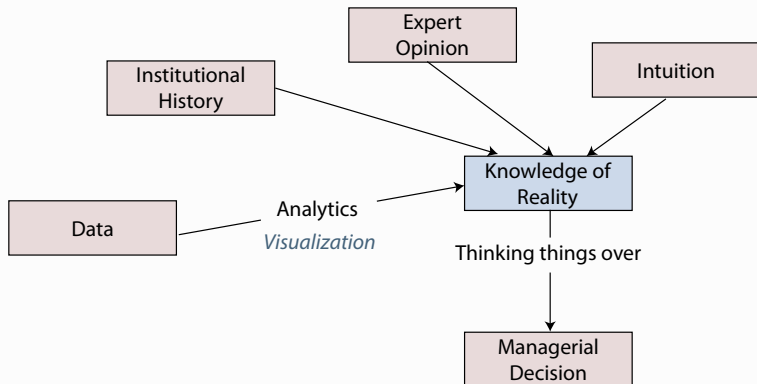 Expert
Opinion
Institutional
History
Intuition
Knowledge of
Reality
Data
Analytics
Visualization
Thinking things over
Managerial
Decision